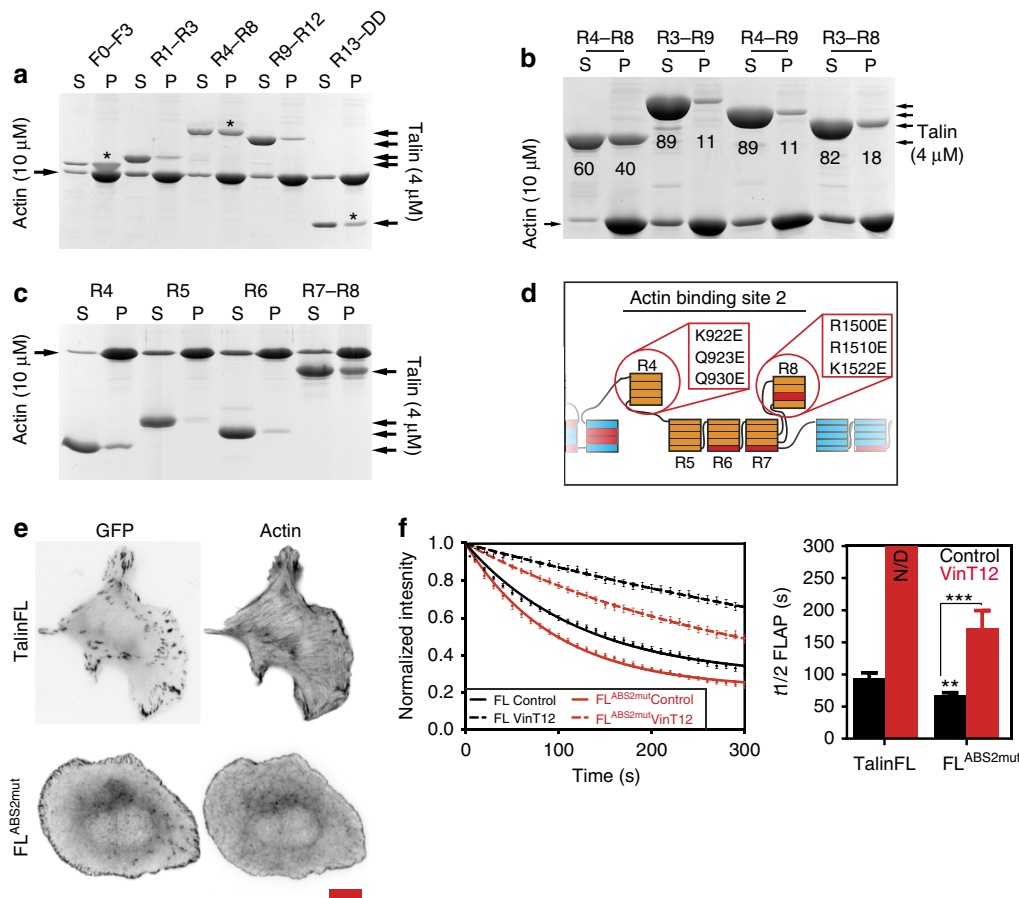 a
F0–F3 R1–R3 R4–R8 R9–R12 R13–DD
S P S P S P S P S P
Actin (10 µM)
* * *
Talin (4 µM)
b
R4–R8 R3–R9 R4–R9 R3–R8
S P S P S P S P
60 40 89 11 89 11 82 18
Actin (10 µM)
Talin
(4 µM)
c
R4 R5 R6 R7–R8
S P S P S P S P
Actin (10 µM)
Talin (4 µM)
d
Actin binding site 2
K922E
Q923E
Q930E
R1500E
R1510E
K1522E
R4
R8
R5 R6 R7
e
GFP Actin
TalinFL
FL^ABS2mut
f
Normalized intesnity
1.0
0.8
0.6
0.4
0.2
0.0
0 100 200 300
Time (s)
FL Control
FL VinT12
FL^ABS2mut Control
FL^ABS2mut VinT12
t1/2 FLAP (s)
300
250
200
150
100
50
0
N/D
Control
VinT12
***
**
TalinFL FL^ABS2mut